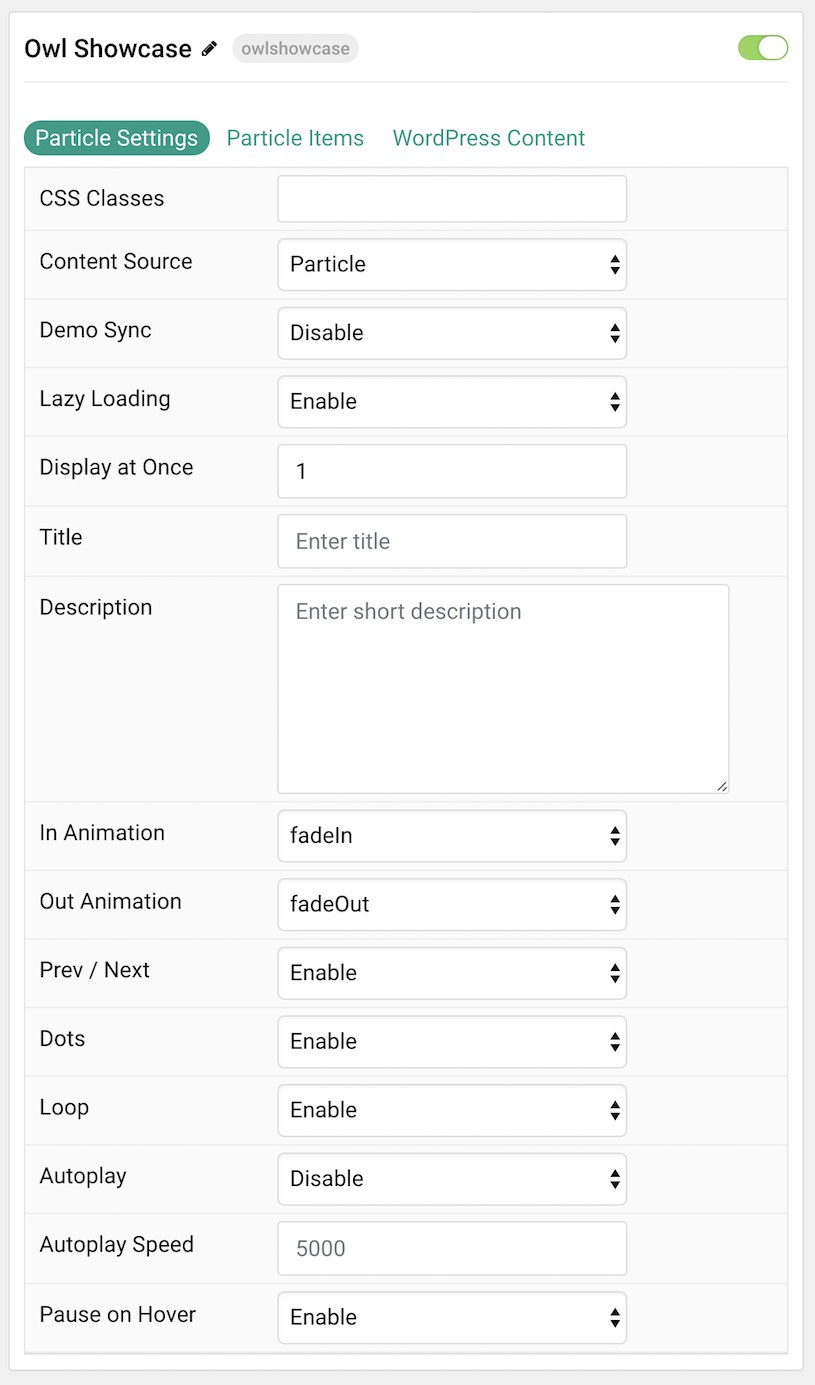 Owl Showcase owlshowcase
Particle Settings Particle Items WordPress Content
CSS Classes
Content Source Particle
Demo Sync Disable
Lazy Loading Enable
Display at Once 1
Title Enter title
Description Enter short description
In Animation fadeIn
Out Animation fadeOut
Prev / Next Enable
Dots Enable
Loop Enable
Autoplay Disable
Autoplay Speed 5000
Pause on Hover Enable